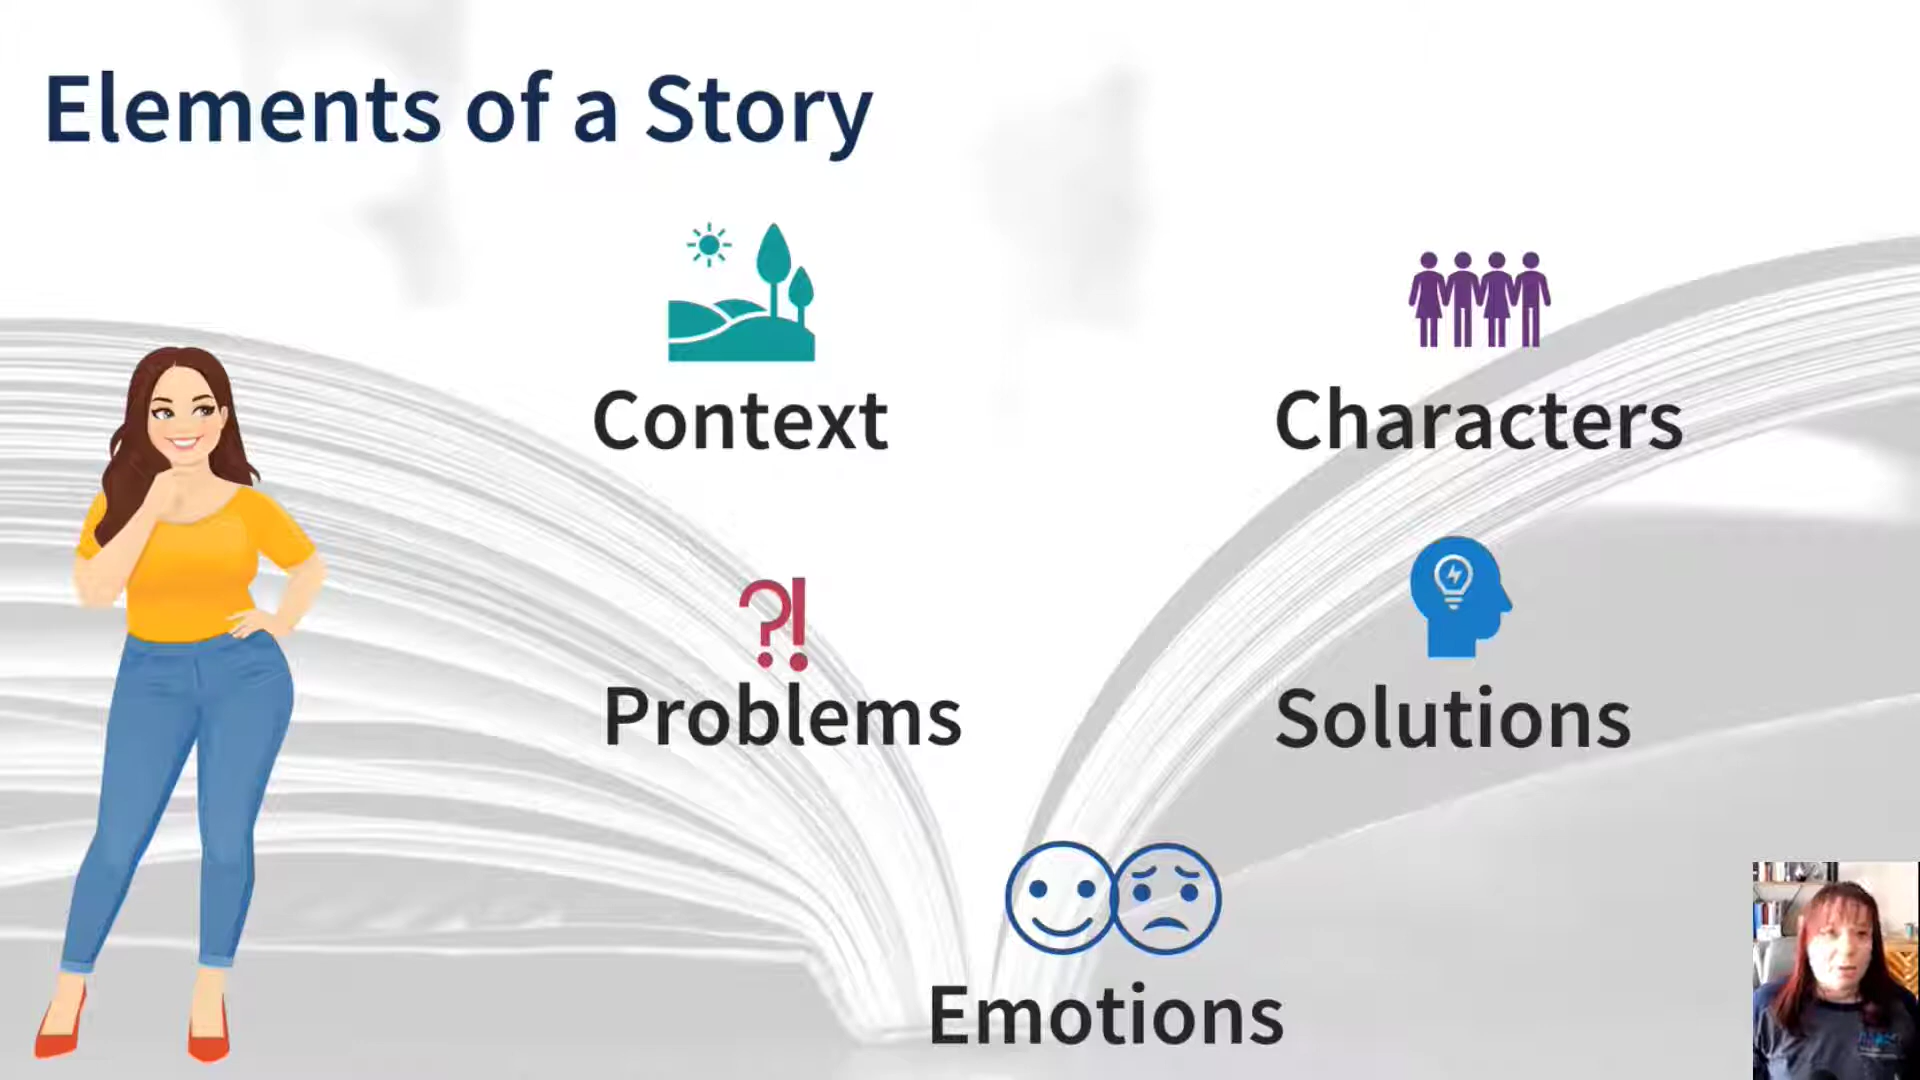 Elements of a Story
Context
Characters
Problems
Solutions
Emotions